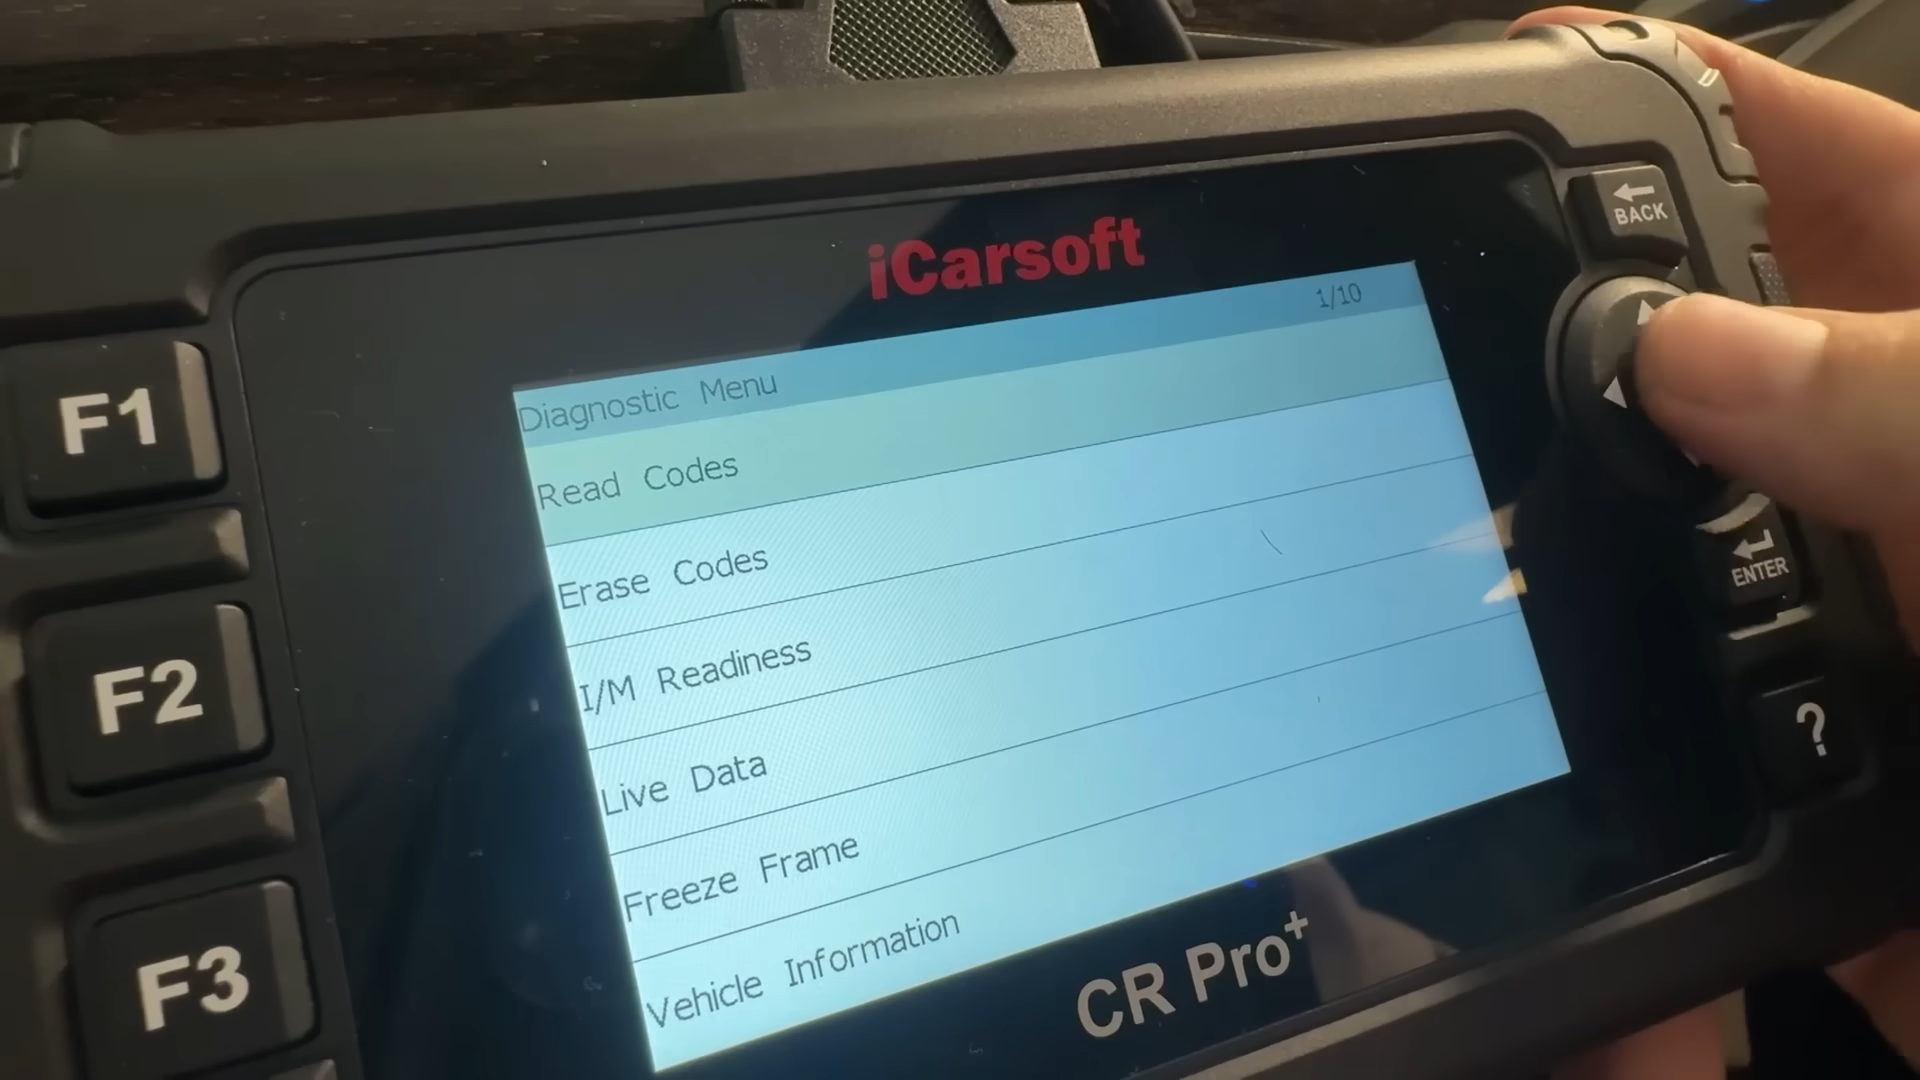 iCarsoft
BACK
Diagnostic Menu 1/10
Read Codes
Erase Codes
I/M Readiness
Live Data
Freeze Frame
Vehicle Information
F1
F2
F3
ENTER
?
CR Pro+